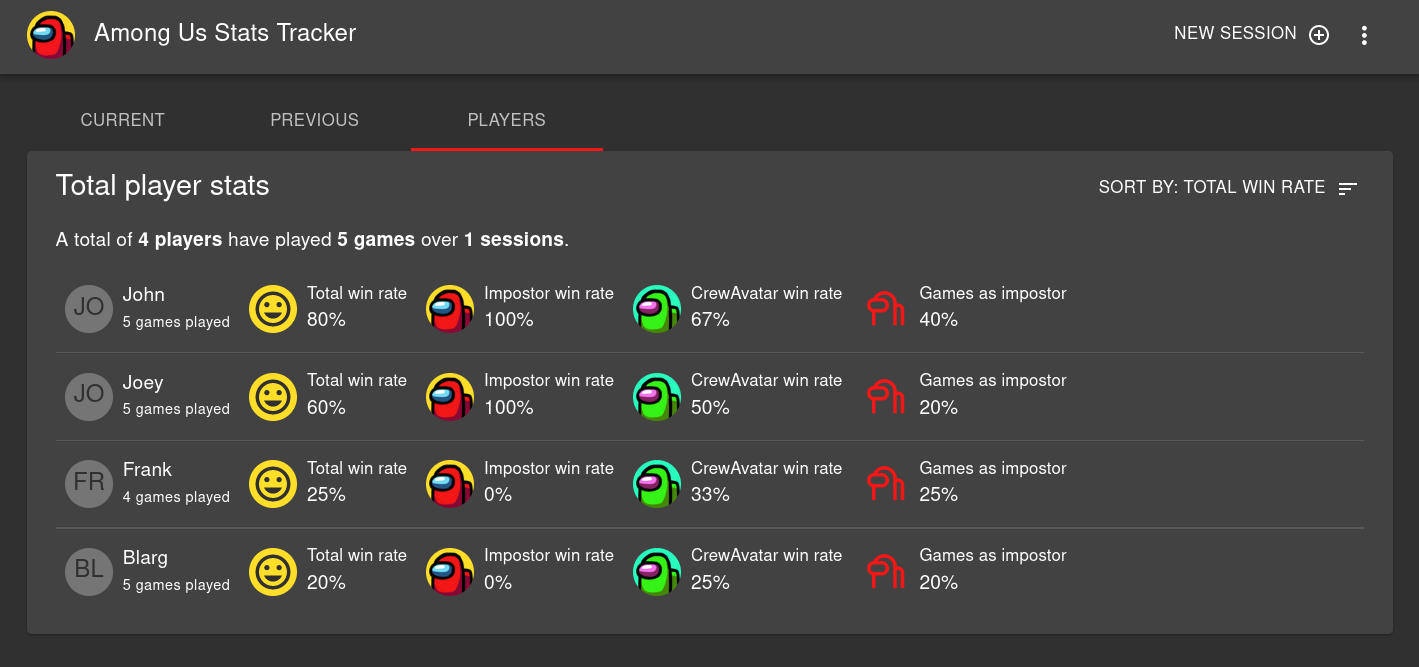 Among Us Stats Tracker
NEW SESSION
CURRENT
PREVIOUS
PLAYERS
Total player stats
SORT BY: TOTAL WIN RATE
A total of 4 players have played 5 games over 1 sessions.
JO
John
5 games played
Total win rate
80%
Impostor win rate
100%
CrewAvatar win rate
67%
Games as impostor
40%
JO
Joey
5 games played
Total win rate
60%
Impostor win rate
100%
CrewAvatar win rate
50%
Games as impostor
20%
FR
Frank
4 games played
Total win rate
25%
Impostor win rate
0%
CrewAvatar win rate
33%
Games as impostor
25%
BL
Blarg
5 games played
Total win rate
20%
Impostor win rate
0%
CrewAvatar win rate
25%
Games as impostor
20%